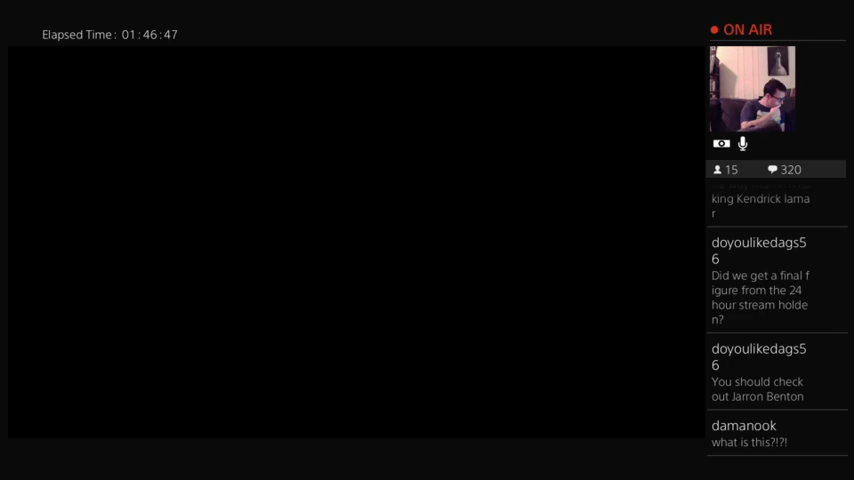 Elapsed Time: 01:46:47
ON AIR
15
320
king Kendrick lama
r
doyoulikedags5
6
Did we get a final f
igure from the 24
hour stream holde
n?
doyoulikedags5
6
You should check
out Jarron Benton
damanook
what is this?!?!